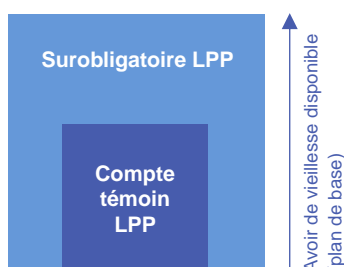 Surobligatoire LPP
Compte
témoin
LPP
Avoir de vieillesse disponible
plan de base)